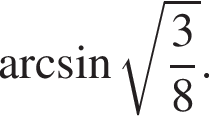 arcsin √(3/8).